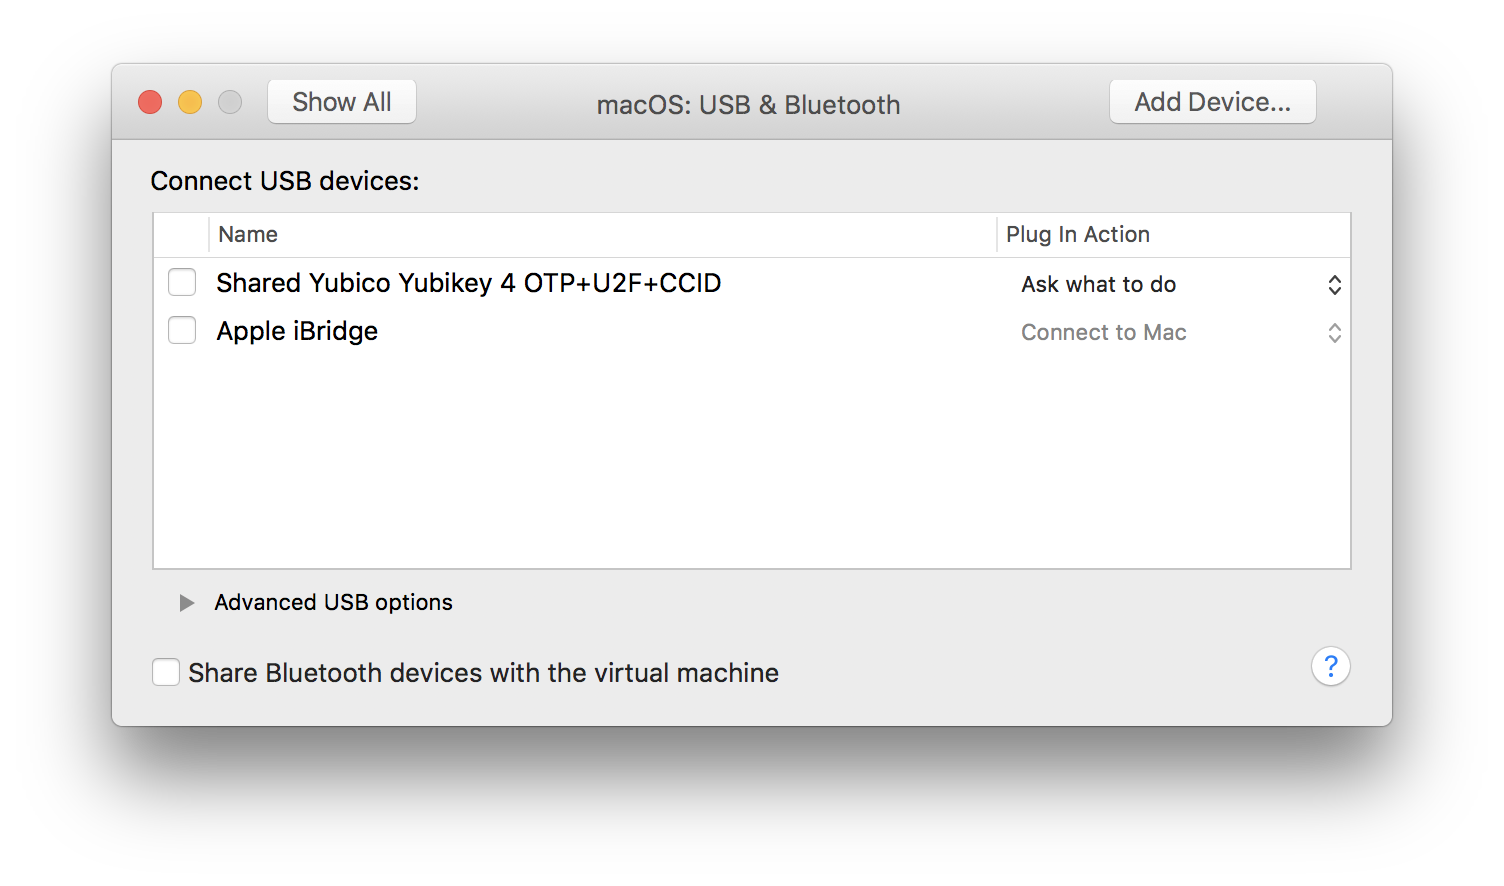 Show All macOS: USB & Bluetooth Add Device...
Connect USB devices:
Name Plug In Action
Shared Yubico Yubikey 4 OTP+U2F+CCID Ask what to do
Apple iBridge Connect to Mac
Advanced USB options
Share Bluetooth devices with the virtual machine ?